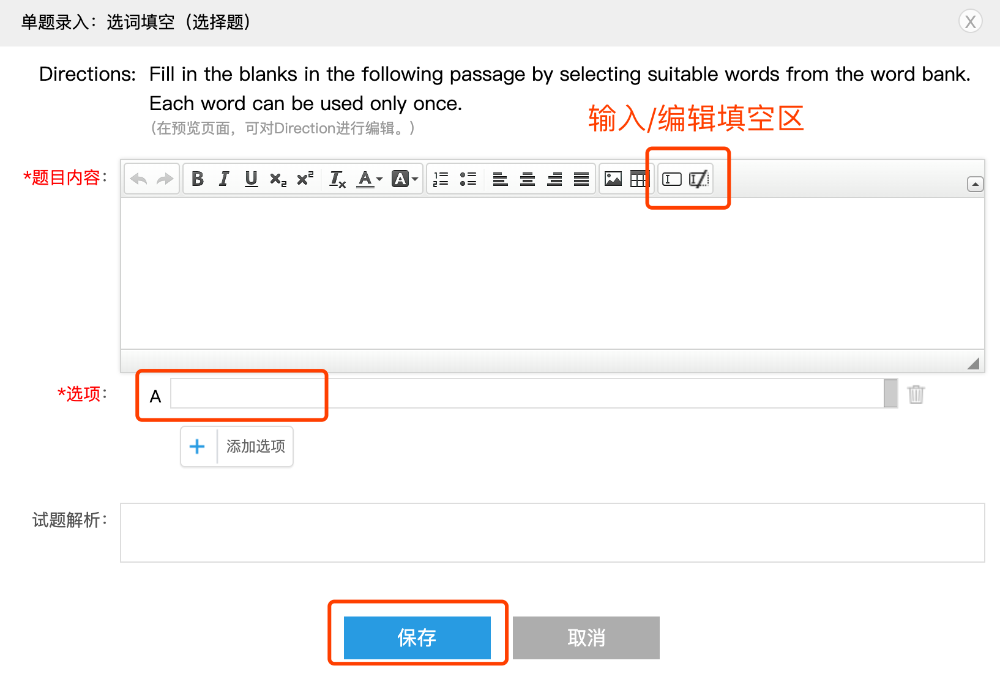 单题录入：选词填空（选择题）
X
Directions: Fill in the blanks in the following passage by selecting suitable words from the word bank.
Each word can be used only once.
（在预览页面，可对Direction进行编辑。）
输入/编辑填空区
*题目内容：
*选项：
A
添加选项
试题解析：
保存
取消